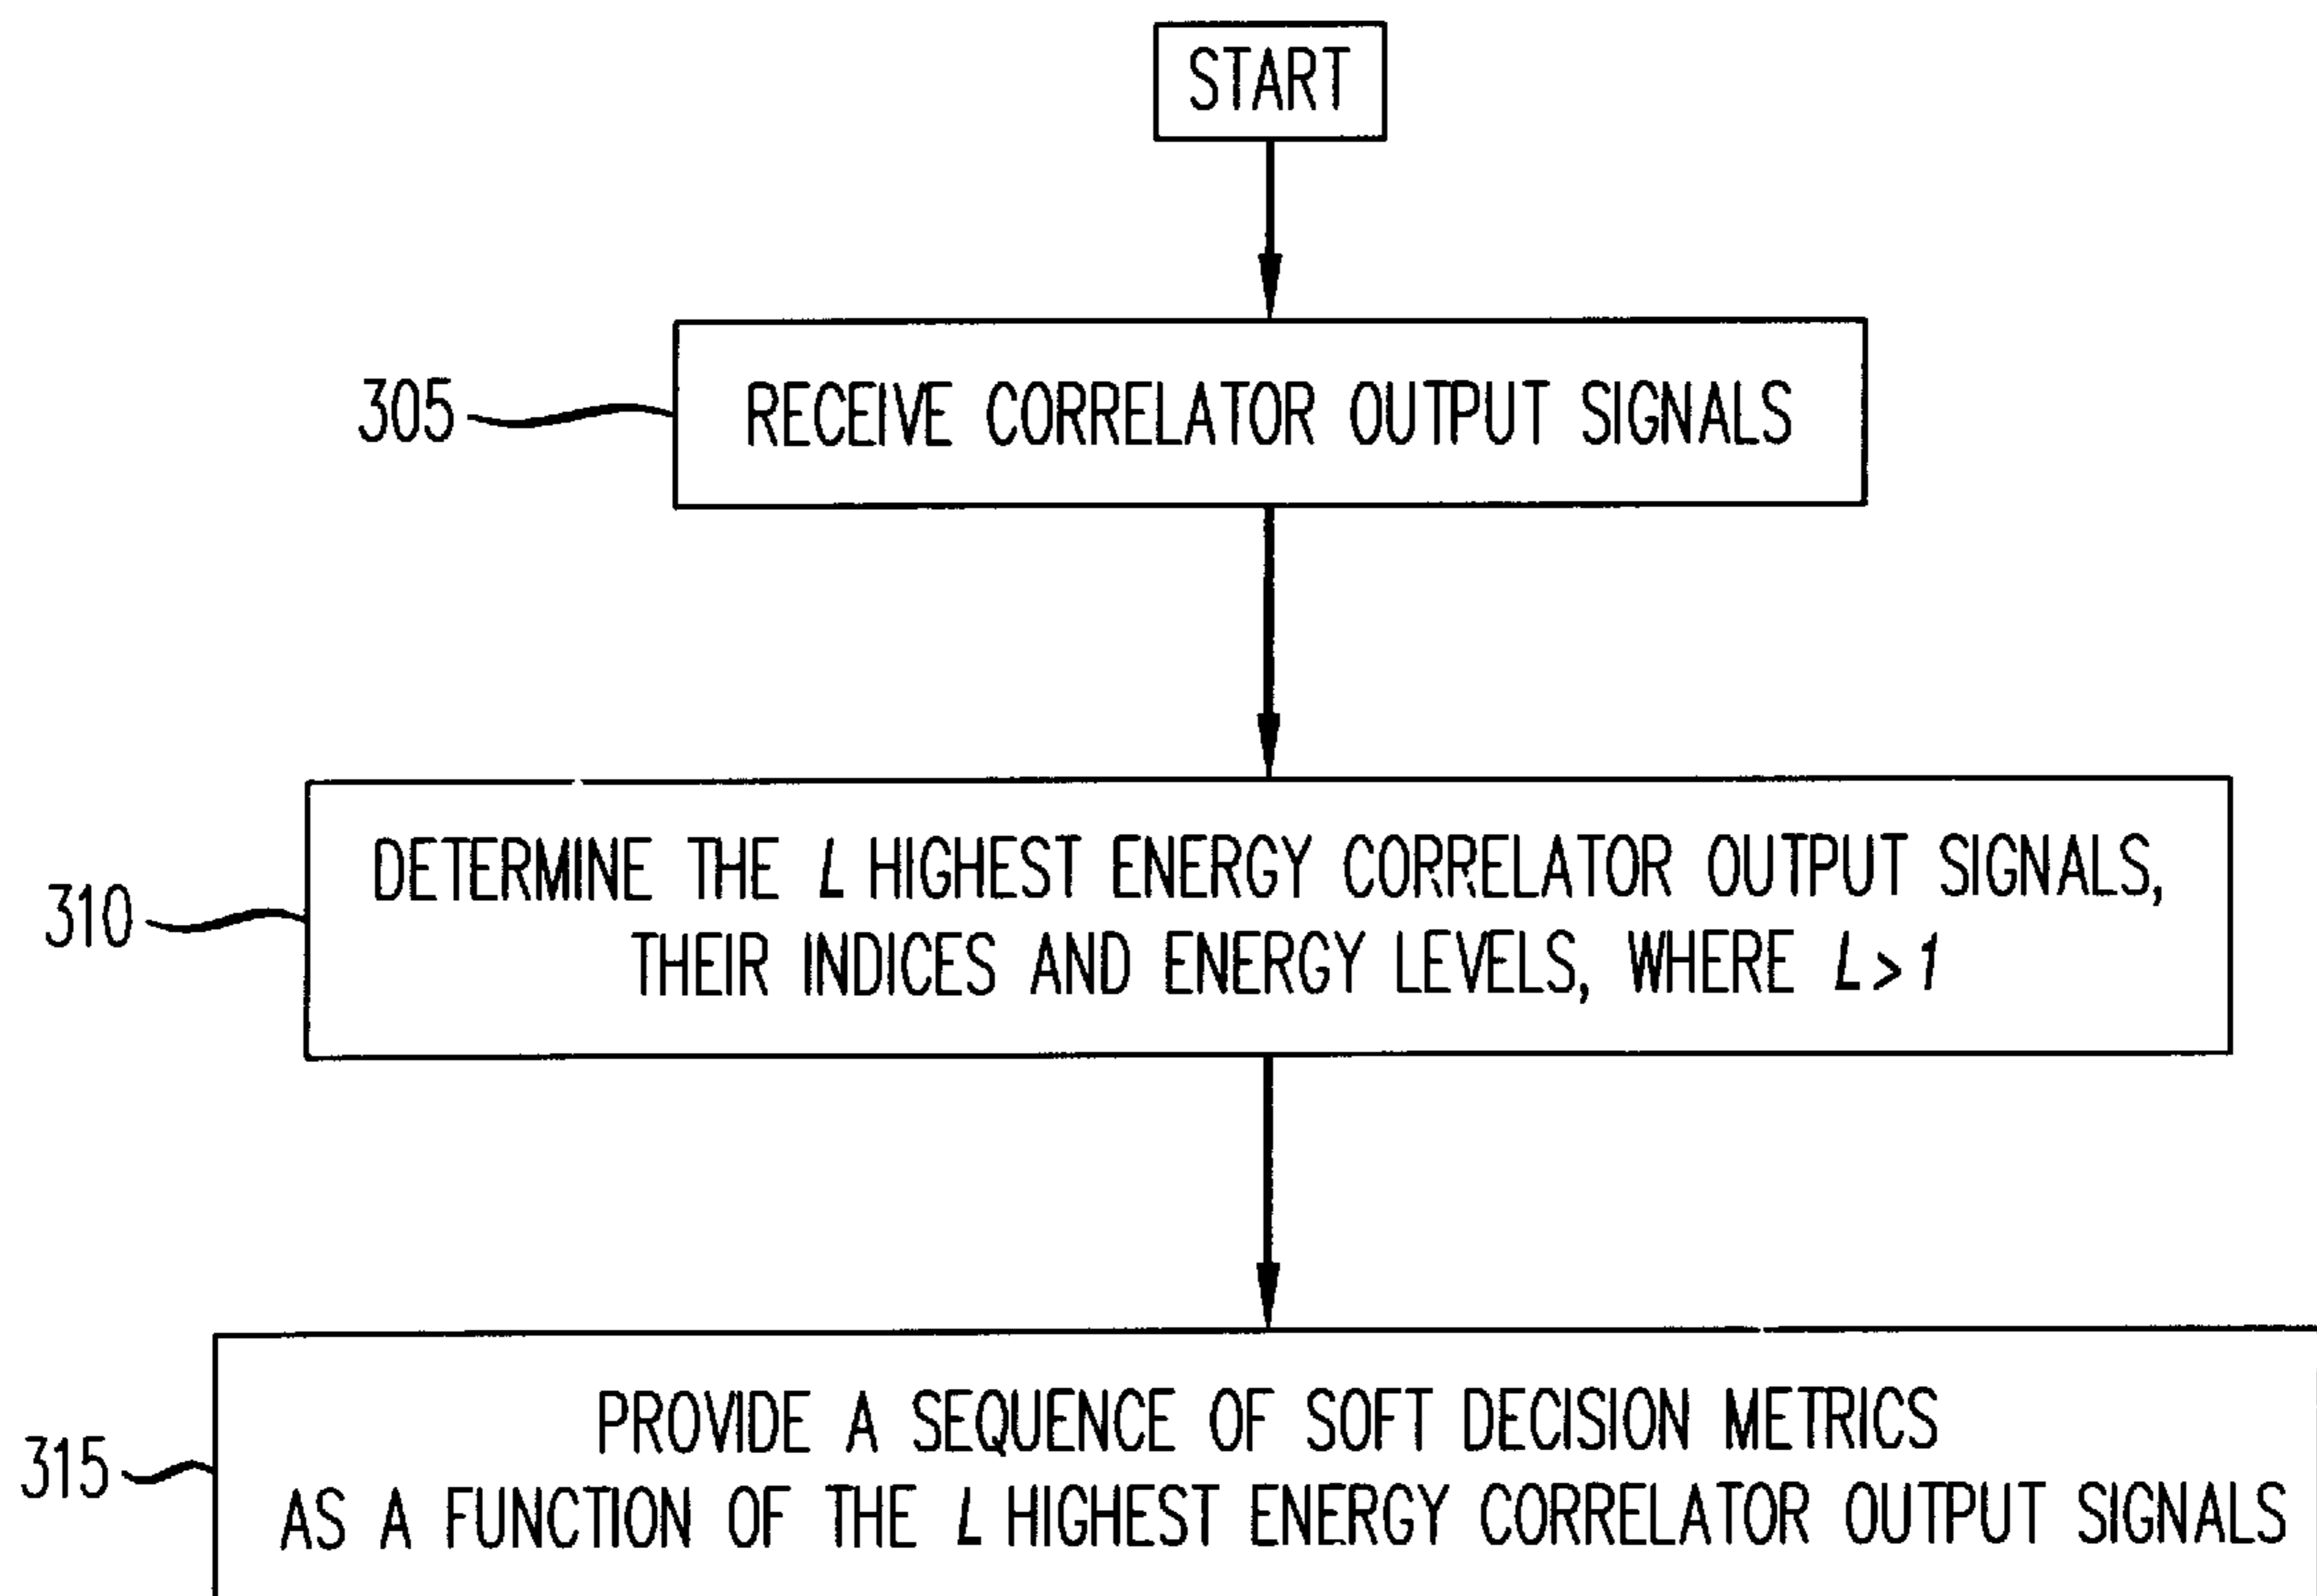 START
305
RECEIVE CORRELATOR OUTPUT SIGNALS
310
DETERMINE THE L HIGHEST ENERGY CORRELATOR OUTPUT SIGNALS,
THEIR INDICES AND ENERGY LEVELS, WHERE L > 1
315
PROVIDE A SEQUENCE OF SOFT DECISION METRICS
AS A FUNCTION OF THE L HIGHEST ENERGY CORRELATOR OUTPUT SIGNALS